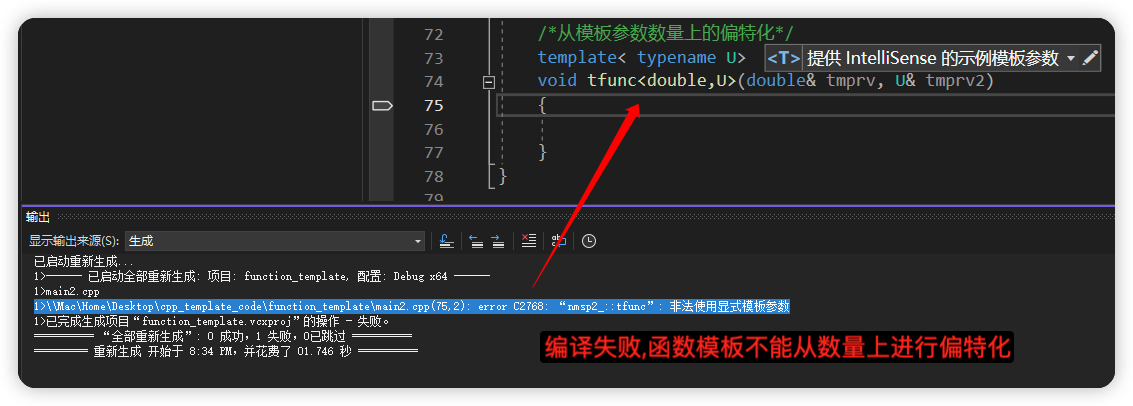 72 /*从模板参数数量上的偏特化*/
73 template< typename U> <T> 提供 IntelliSense 的示例模板参数
74 void tfunc<double,U>(double& tmprv, U& tmprv2)
75 {
76
77 }
78 }
79
输出
显示输出来源(S): 生成
已启动重新生成...
1>------ 已启动全部重新生成: 项目: function_template, 配置: Debug x64 ------
1>main2.cpp
1>\\Mac\Home\Desktop\cpp_template_code\function_template\main2.cpp(75,2): error C2768: “nmsp2_::tfunc”: 非法使用显式模板参数
1>已完成生成项目“function_template.vcxproj”的操作 - 失败。
========== “全部重新生成”: 0 成功，1 失败，0已跳过 ==========
========== 重新生成 开始于 8:34 PM，并花费了 01.746 秒 ==========
编译失败,函数模板不能从数量上进行偏特化